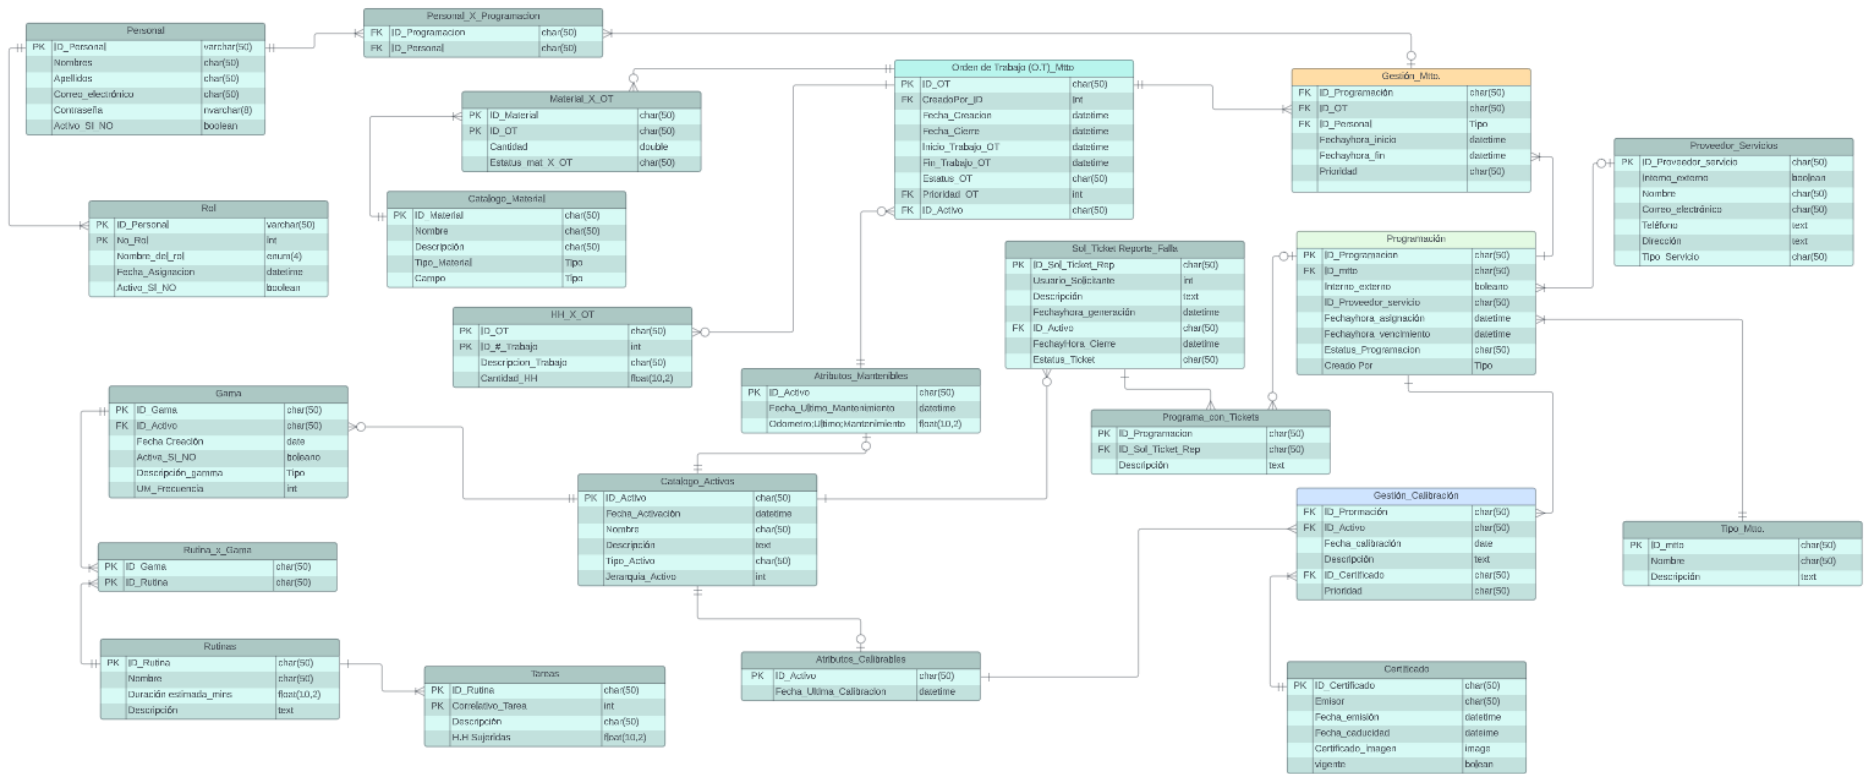 Personal
PK ID_Personal varchar(50)
Nombres char(50)
Apellidos char(50)
Correo_electrónico char(50)
Contraseña nvarchar(8)
Activo_SI_NO boolean
Personal_X_Programacion
FK ID_Programacion char(50)
FK ID_Personal char(50)
Material_X_OT
PK ID_Material char(50)
PK ID_OT char(50)
Cantidad double
Estatus_mat_X_OT char(50)
Orden de Trabajo (O.T)_Mtto
PK ID_OT char(50)
FK CreadoPor_ID int
Fecha_Creacion datetime
Fecha_Cierre datetime
Inicio_Trabajo_OT datetime
Fin_Trabajo_OT datetime
Estatus_OT char(50)
FK Prioridad_OT int
FK ID_Activo char(50)
Gestión_Mtto.
FK ID_Programación char(50)
FK ID_OT char(50)
FK ID_Personal Tipo
Fechayhora_inicio datetime
Fechayhora_fin datetime
Prioridad char(50)
Proveedor_Servicios
PK ID_Proveedor_servicio char(50)
Interno_externo boolean
Nombre char(50)
Correo_electrónico char(50)
Teléfono text
Dirección text
Tipo_Servicio char(50)
Rol
PK ID_Personal varchar(50)
PK No_Rol int
Nombre_del_rol enum(4)
Fecha_Asignacion datetime
Activo_SI_NO boolean
Catalogo_Material
PK ID_Material char(50)
Nombre char(50)
Descripción char(50)
Tipo_Material Tipo
Campo Tipo
Sol_Ticket Reporte_Falla
PK ID_Sol_Ticket_Rep char(50)
Usuario_Solicitante int
Descripción text
Fechayhora_generación datetime
FK ID_Activo char(50)
FechayHora_Cierre datetime
Estatus_Ticket char(50)
Programación
PK ID_Programacion char(50)
FK ID_mtto char(50)
Interno_externo boleano
ID_Proveedor_servicio char(50)
Fechayhora_asignación datetime
Fechayhora_vencimiento datetime
Estatus_Programacion char(50)
Creado Por Tipo
HH_X_OT
PK ID_OT char(50)
PK ID_#_Trabajo int
Descripcion_Trabajo char(50)
Cantidad_HH float(10,2)
Atributos_Mantenibles
PK ID_Activo char(50)
Fecha_Ultimo_Mantenimiento datetime
Odometro;Ultimo;Mantenimiento float(10,2)
Programa_con_Tickets
PK ID_Programacion char(50)
FK ID_Sol_Ticket_Rep char(50)
Descripción text
Gama
PK ID_Gama char(50)
FK ID_Activo char(50)
Fecha Creación date
Activa_SI_NO boleano
Descripción_gamma Tipo
UM_Frecuencia int
Catalogo_Activos
PK ID_Activo char(50)
Fecha_Activación datetime
Nombre char(50)
Descripción text
Tipo_Activo char(50)
Jerarquia_Activo int
Gestión_Calibración
FK ID_Prormación char(50)
FK ID_Activo char(50)
Fecha_calibración date
Descripción text
FK ID_Certificado char(50)
Prioridad char(50)
PK ID_mtto char(50)
Nombre char(50)
Descripción text
Rutina_x_Gama
PK ID_Gama char(50)
PK ID_Rutina char(50)
Rutinas
PK ID_Rutina char(50)
Nombre char(50)
Duración estimada_mins float(10,2)
Descripción text
Tareas
PK ID_Rutina char(50)
PK Correlativo_Tarea int
Descripción char(50)
H.H Sujeridas float(10,2)
Atributos_Calibrables
PK ID_Activo char(50)
Fecha_Ultima_Calibracion datetime
Certificado
PK ID_Certificado char(50)
Emisor char(50)
Fecha_emisión datetime
Fecha_caducidad dateime
Certificado_imagen image
vigente bolean